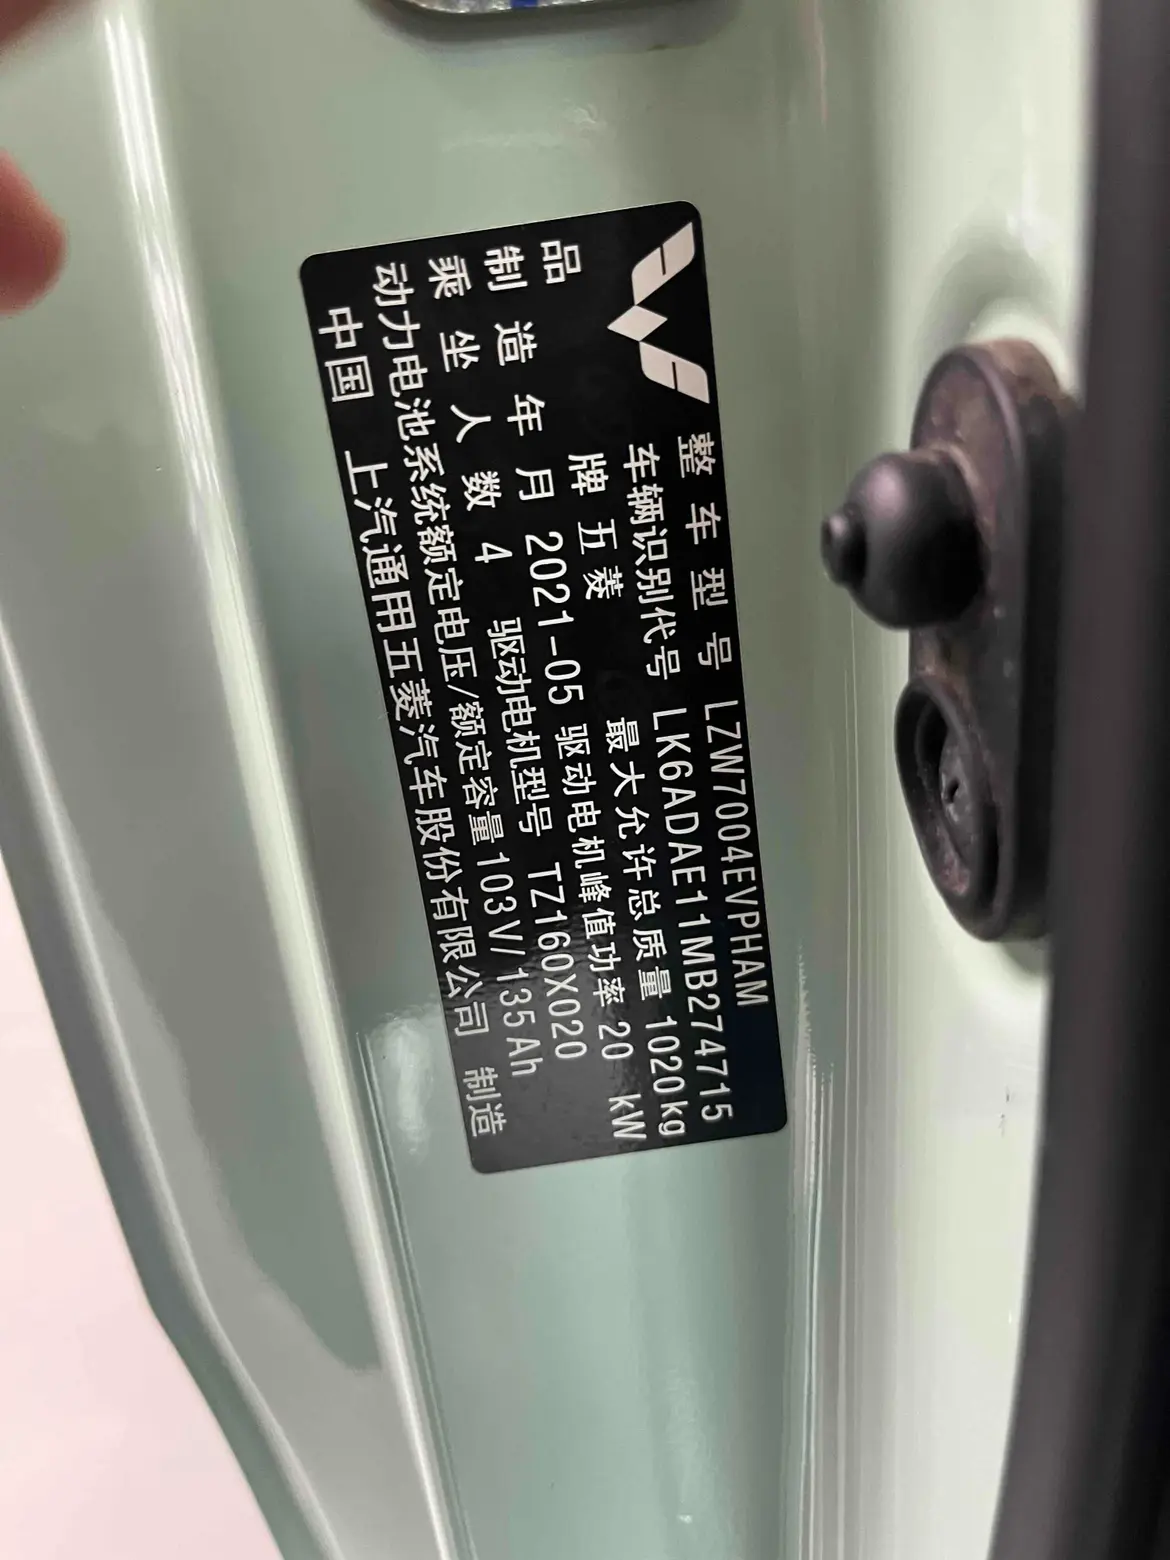 整车型号 LZW7004EVPHAM
车辆识别代号 LK6ADAE11MB274715
品牌 五菱 最大允许总质量 1020kg
制造年月 2021-05 驱动电机峰值功率 20 kW
乘坐人数 4 驱动电机型号 TZ160X020
动力电池系统额定电压/额定容量 103V/135Ah
中国 上汽通用五菱汽车股份有限公司 制造